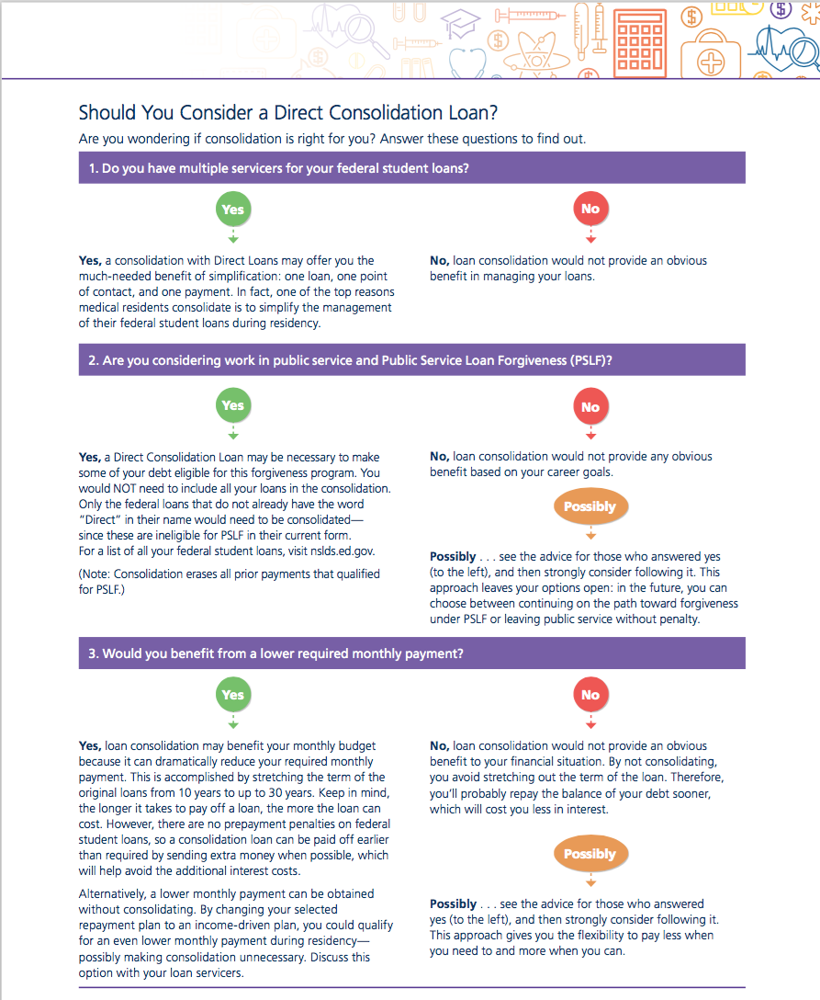 Should You Consider a Direct Consolidation Loan?
Are you wondering if consolidation is right for you? Answer these questions to find out.
1. Do you have multiple servicers for your federal student loans?
Yes
Yes, a consolidation with Direct Loans may offer you the
much-needed benefit of simplification: one loan, one point
of contact, and one payment. In fact, one of the top reasons
medical residents consolidate is to simplify the management
of their federal student loans during residency.
No
No, loan consolidation would not provide an obvious
benefit in managing your loans.
2. Are you considering work in public service and Public Service Loan Forgiveness (PSLF)?
Yes
Yes, a Direct Consolidation Loan may be necessary to make
some of your debt eligible for this forgiveness program. You
would NOT need to include all your loans in the consolidation.
Only the federal loans that do not already have the word
“Direct” in their name would need to be consolidated—
since these are ineligible for PSLF in their current form.
For a list of all your federal student loans, visit nslds.ed.gov.
(Note: Consolidation erases all prior payments that qualified
for PSLF.)
No
No, loan consolidation would not provide any obvious
benefit based on your career goals.
Possibly
Possibly . . . see the advice for those who answered yes
(to the left), and then strongly consider following it. This
approach leaves your options open: in the future, you can
choose between continuing on the path toward forgiveness
under PSLF or leaving public service without penalty.
3. Would you benefit from a lower required monthly payment?
Yes
Yes, loan consolidation may benefit your monthly budget
because it can dramatically reduce your required monthly
payment. This is accomplished by stretching the term of the
original loans from 10 years to up to 30 years. Keep in mind,
the longer it takes to pay off a loan, the more the loan can
cost. However, there are no prepayment penalties on federal
student loans, so a consolidation loan can be paid off earlier
than required by sending extra money when possible, which
will help avoid the additional interest costs.
Alternatively, a lower monthly payment can be obtained
without consolidating. By changing your selected
repayment plan to an income-driven plan, you could qualify
for an even lower monthly payment during residency—
possibly making consolidation unnecessary. Discuss this
option with your loan servicers.
No
No, loan consolidation would not provide an obvious
benefit to your financial situation. By not consolidating,
you avoid stretching out the term of the loan. Therefore,
you’ll probably repay the balance of your debt sooner,
which will cost you less in interest.
Possibly
Possibly . . . see the advice for those who answered
yes (to the left), and then strongly consider following it.
This approach gives you the flexibility to pay less when
you need to and more when you can.